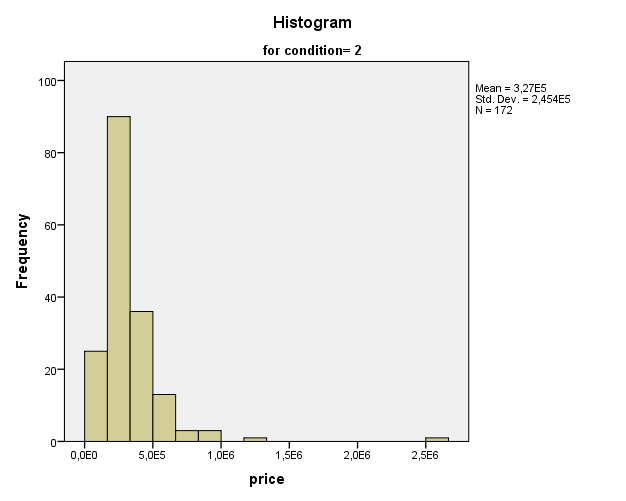 Histogram
for condition= 2
Mean = 3,27E5
Std. Dev. = 2,454E5
N = 172
Frequency
100
80
60
40
20
0
0,0E0 5,0E5 1,0E6 1,5E6 2,0E6 2,5E6
price